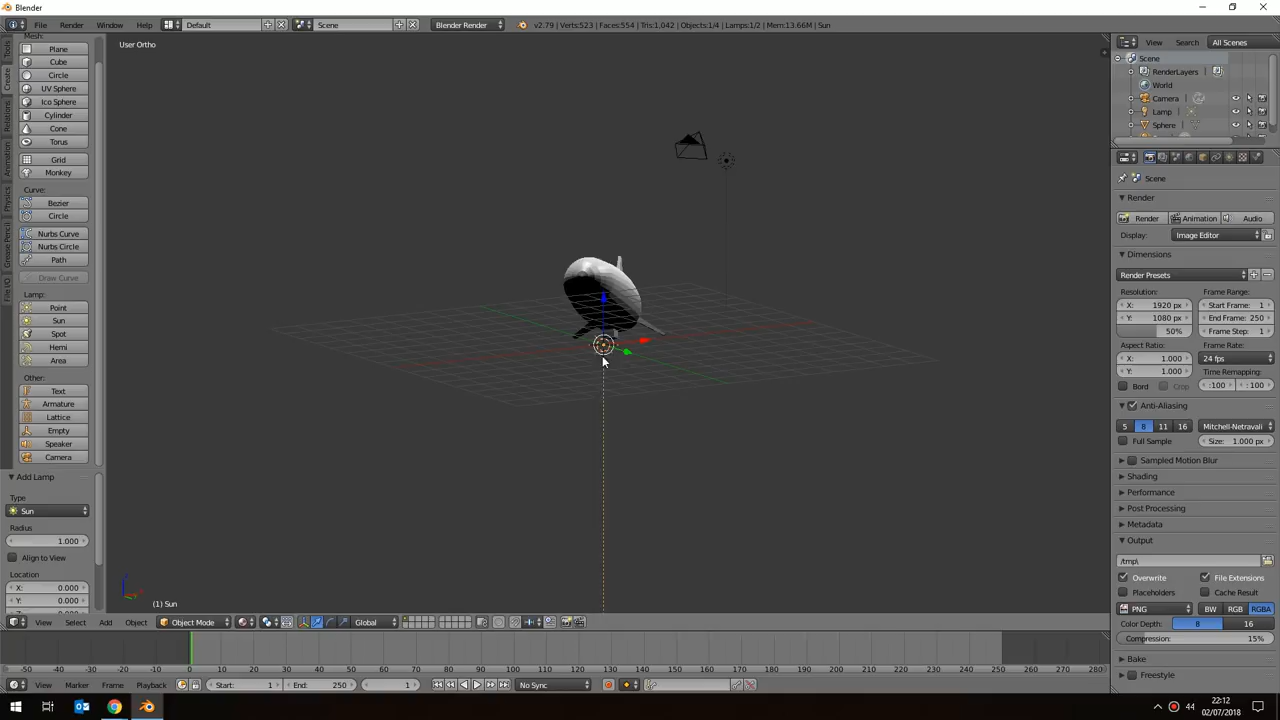 Blender
File Render Window Help Default Scene Blender Render v2.79 | Verts:523 | Faces:554 | Tris:1,042 | Objects:1/4 | Lamps:1/2 | Mem:13.66M | Sun
View Search All Scenes
User Ortho
Mesh:
Plane
Cube
Circle
UV Sphere
Ico Sphere
Cylinder
Cone
Torus
Grid
Monkey
Curve:
Bezier
Circle
Nurbs Curve
Nurbs Circle
Path
Draw Curve
Lamp:
Point
Sun
Spot
Hemi
Area
Other:
Text
Armature
Lattice
Empty
Speaker
Camera
Tools
Create
Relations
Animation
Physics
Grease Pencil
File I/O
Add Lamp
Type
Sun
Radius
1.000
Align to View
Location
X: 0.000
Y: 0.000
(1) Sun
Scene
RenderLayers
World
Camera
Lamp
Sphere
Scene
Render
Render Animation Audio
Display: Image Editor
Dimensions
Render Presets
Resolution: Frame Range:
X: 1920 px Start Frame: 1
Y: 1080 px End Frame: 250
50% Frame Step: 1
Aspect Ratio: Frame Rate:
X: 1.000 24 fps
Y: 1.000 Time Remapping:
Bord Crop :100 :100
Anti-Aliasing
5 8 11 16 Mitchell-Netravali
Full Sample Size: 1.000 px
Sampled Motion Blur
Shading
Performance
Post Processing
Metadata
Output
/tmp\
Overwrite File Extensions
Placeholders Cache Result
PNG BW RGB RGBA
Color Depth: 8 16
Compression: 15%
Bake
Freestyle
View Select Add Object Object Mode Global
-50 -40 -30 -20 -10 0 10 20 30 40 50 60 70 80 90 100 110 120 130 140 150 160 170 180 190 200 210 220 230 240 250 260 270 280
View Marker Frame Playback Start: 1 End: 250 1 No Sync
44
22:12
02/07/2018